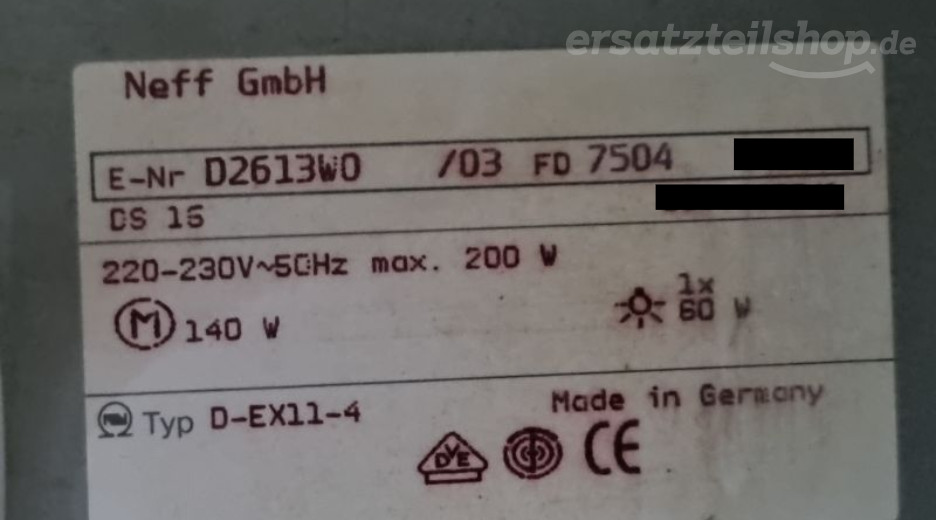 ersatzteilshop.de
Neff GmbH
E-Nr D2613W0 /03 FD 7504
DS 15
220-230V~50Hz max. 200 W
M 140 W
1x
60 W
Typ D-EX11-4
Made in Germany
DVE
CE